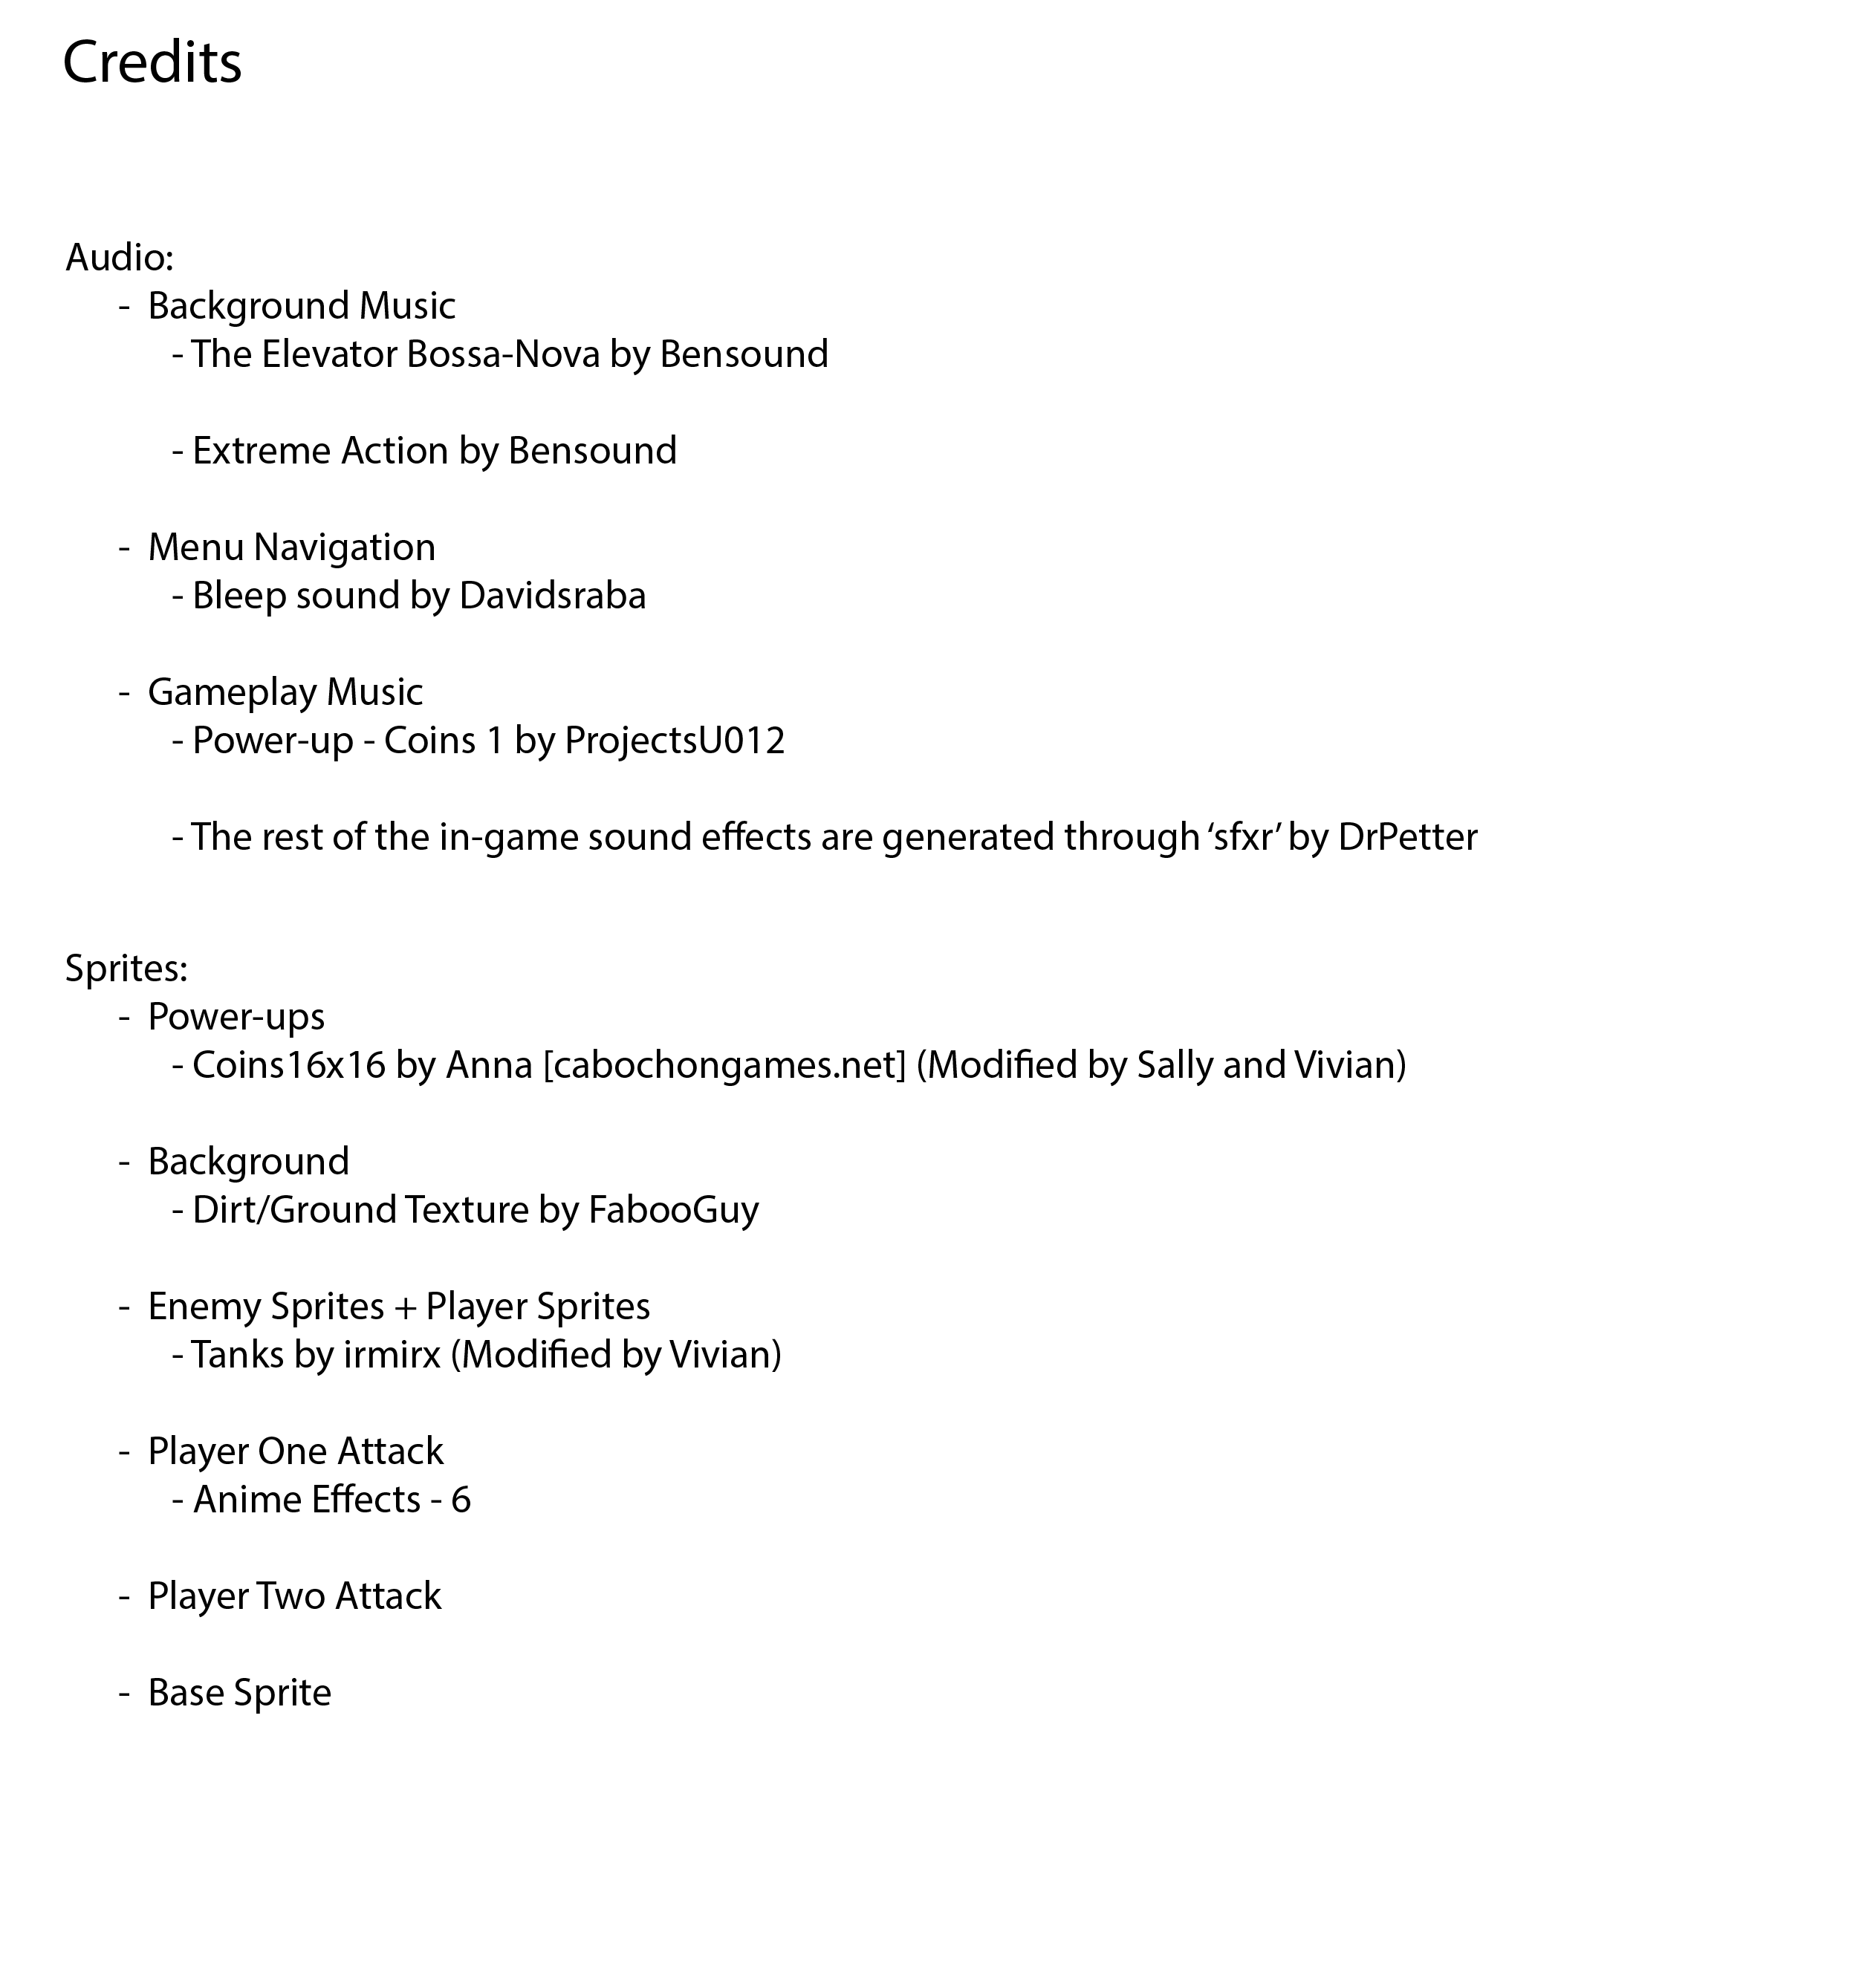 Credits
Audio:
- Background Music
- The Elevator Bossa-Nova by Bensound
- Extreme Action by Bensound
- Menu Navigation
- Bleep sound by Davidsraba
- Gameplay Music
- Power-up - Coins 1 by ProjectsU012
- The rest of the in-game sound effects are generated through ‘sfxr’ by DrPetter
Sprites:
- Power-ups
- Coins16x16 by Anna [cabochongames.net] (Modified by Sally and Vivian)
- Background
- Dirt/Ground Texture by FabooGuy
- Enemy Sprites + Player Sprites
- Tanks by irmirx (Modified by Vivian)
- Player One Attack
- Anime Effects - 6
- Player Two Attack
- Base Sprite